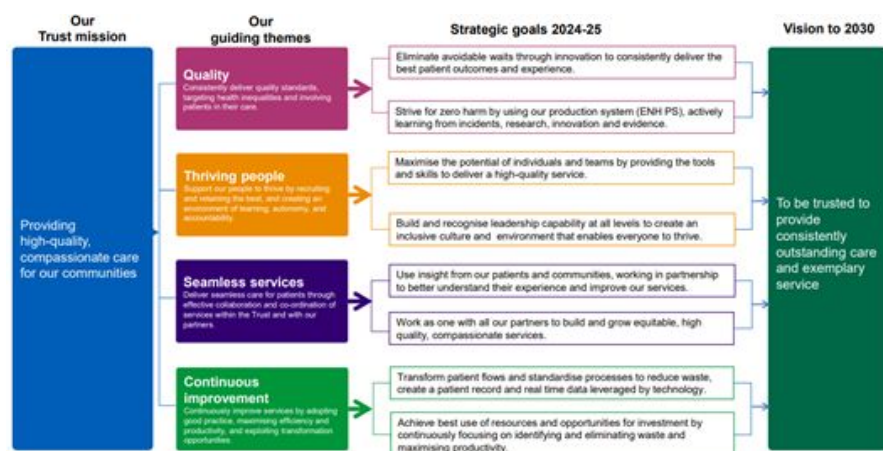 Our
Trust mission
Our
guiding themes
Strategic goals 2024-25
Vision to 2030
Providing
high-quality,
compassionate care
for our communities
Quality
Consistently deliver quality standards,
targeting health inequalities and involving
patients in their care.
Eliminate avoidable waits through innovation to consistently deliver the
best patient outcomes and experience.
Strive for zero harm by using our production system (ENH PS), actively
learning from incidents, research, innovation and evidence.
Thriving people
Support our people to thrive by recruiting
and retaining the best, and creating an
environment of learning, autonomy, and
accountability.
Maximise the potential of individuals and teams by providing the tools
and skills to deliver a high-quality service.
Build and recognise leadership capability at all levels to create an
inclusive culture and environment that enables everyone to thrive.
Seamless services
Deliver seamless care for patients through
effective collaboration and co-ordination of
services within the Trust and with our
partners.
Use insight from our patients and communities, working in partnership
to better understand their experience and improve our services.
Work as one with all our partners to build and grow equitable, high
quality, compassionate services.
Continuous
improvement
Continuously improve services by adopting
good practice, maximising efficiency and
productivity, and exploiting transformation
opportunities.
Transform patient flows and standardise processes to reduce waste,
create a patient record and real time data leveraged by technology.
Achieve best use of resources and opportunities for investment by
continuously focusing on identifying and eliminating waste and
maximising productivity.
To be trusted to
provide
consistently
outstanding care
and exemplary
service